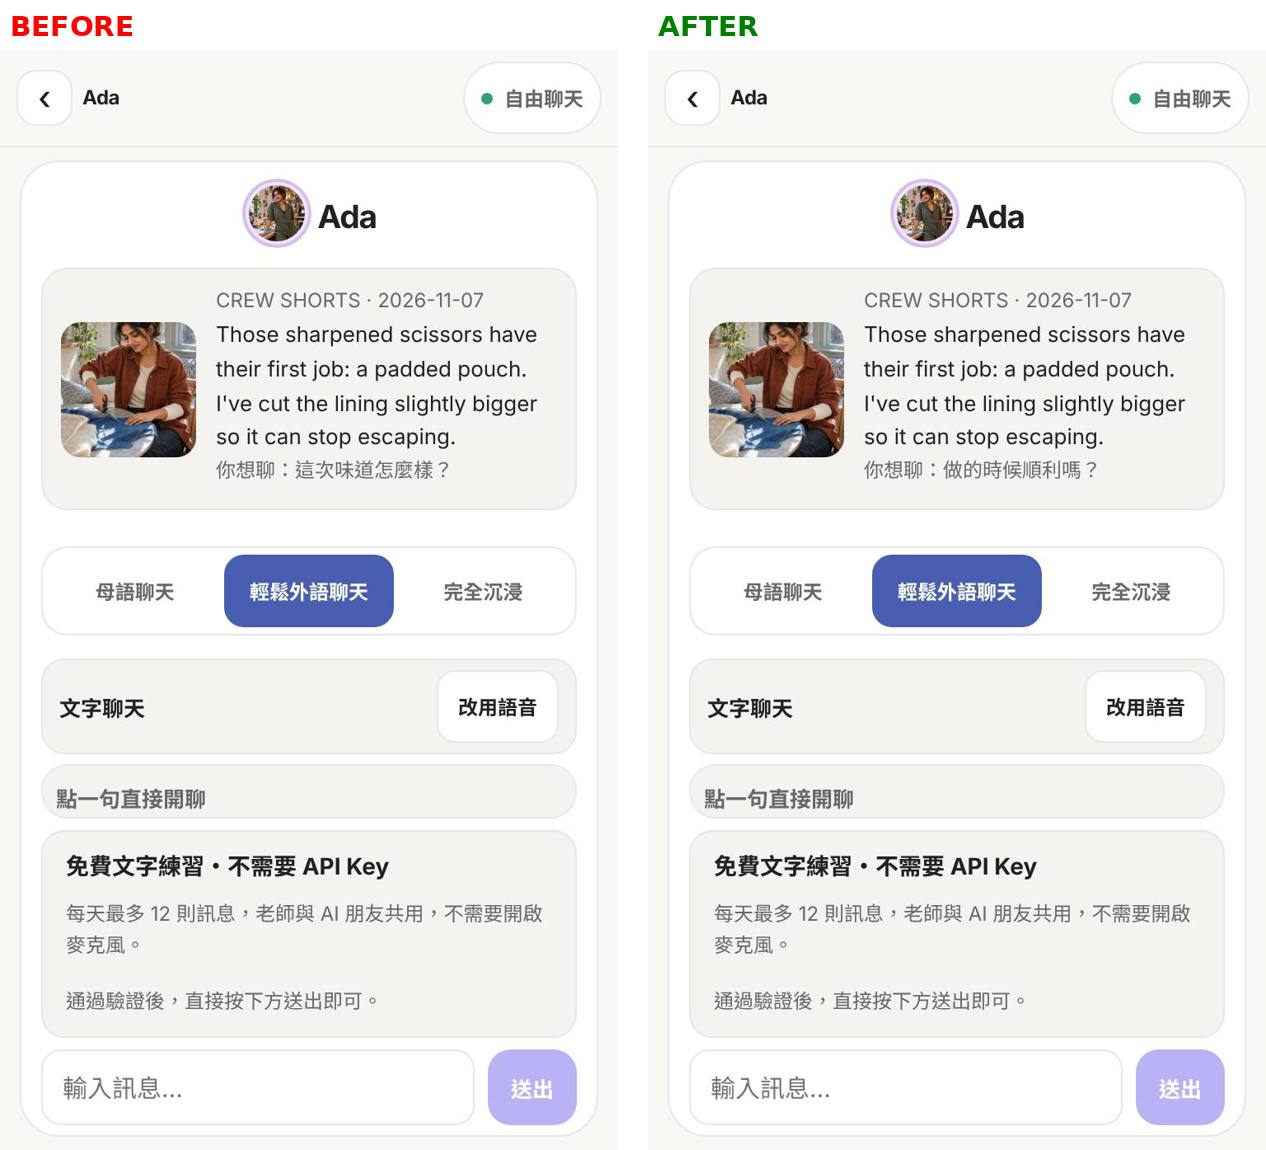 BEFORE
‹ Ada
自由聊天
Ada
CREW SHORTS · 2026-11-07
Those sharpened scissors have
their first job: a padded pouch.
I've cut the lining slightly bigger
so it can stop escaping.
你想聊：這次味道怎麼樣？
母語聊天
輕鬆外語聊天
完全沉浸
文字聊天
改用語音
點一句直接開聊
免費文字練習・不需要 API Key
每天最多 12 則訊息，老師與 AI 朋友共用，不需要開啟
麥克風。
通過驗證後，直接按下方送出即可。
輸入訊息...
送出
AFTER
‹ Ada
自由聊天
Ada
CREW SHORTS · 2026-11-07
Those sharpened scissors have
their first job: a padded pouch.
I've cut the lining slightly bigger
so it can stop escaping.
你想聊：做的時候順利嗎？
母語聊天
輕鬆外語聊天
完全沉浸
文字聊天
改用語音
點一句直接開聊
免費文字練習・不需要 API Key
每天最多 12 則訊息，老師與 AI 朋友共用，不需要開啟
麥克風。
通過驗證後，直接按下方送出即可。
輸入訊息...
送出